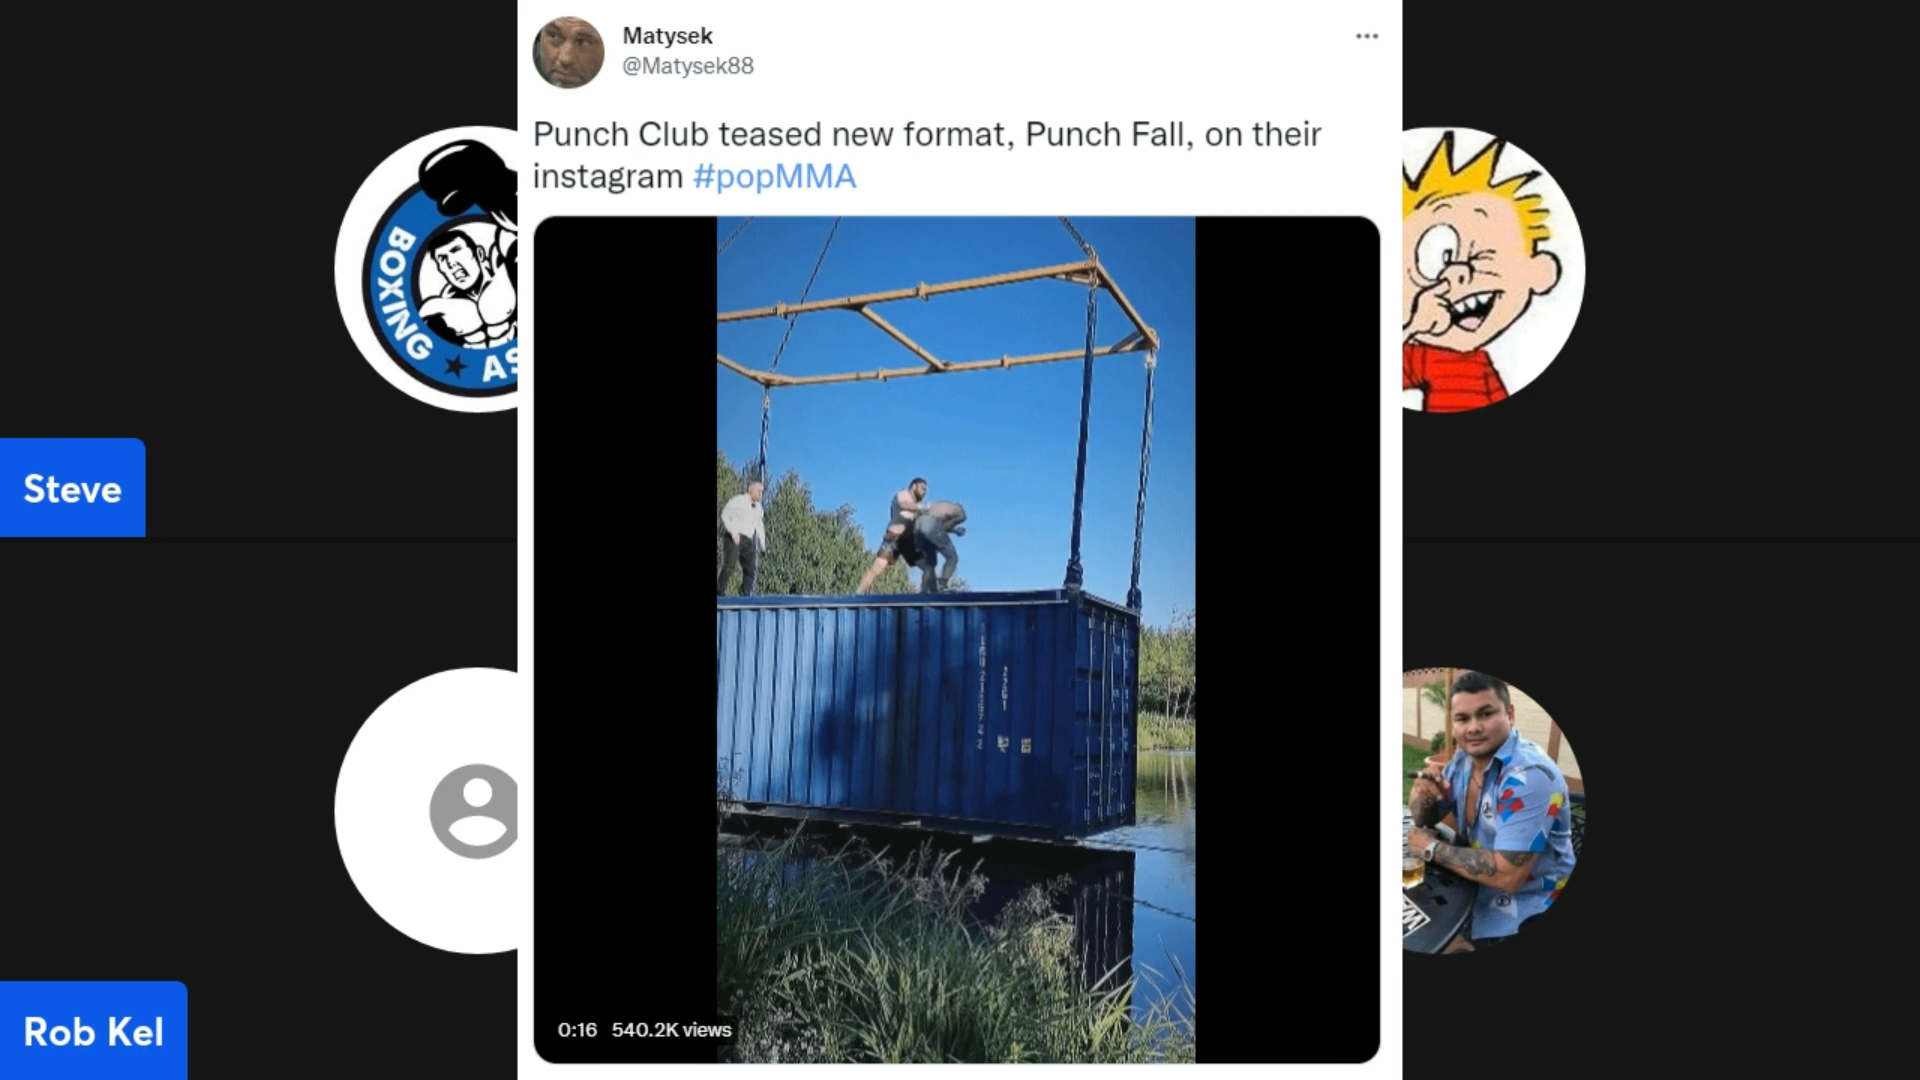 Matysek
@Matysek88
Punch Club teased new format, Punch Fall, on their
instagram #popMMA
BOXING ★ AS
Steve
Rob Kel
0:16 540.2K views